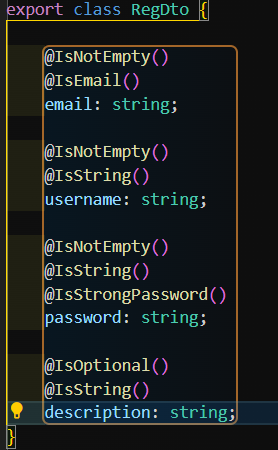 export class RegDto {
@IsNotEmpty()
@IsEmail()
email: string;
@IsNotEmpty()
@IsString()
username: string;
@IsNotEmpty()
@IsString()
@IsStrongPassword()
password: string;
@IsOptional()
@IsString()
description: string;
}